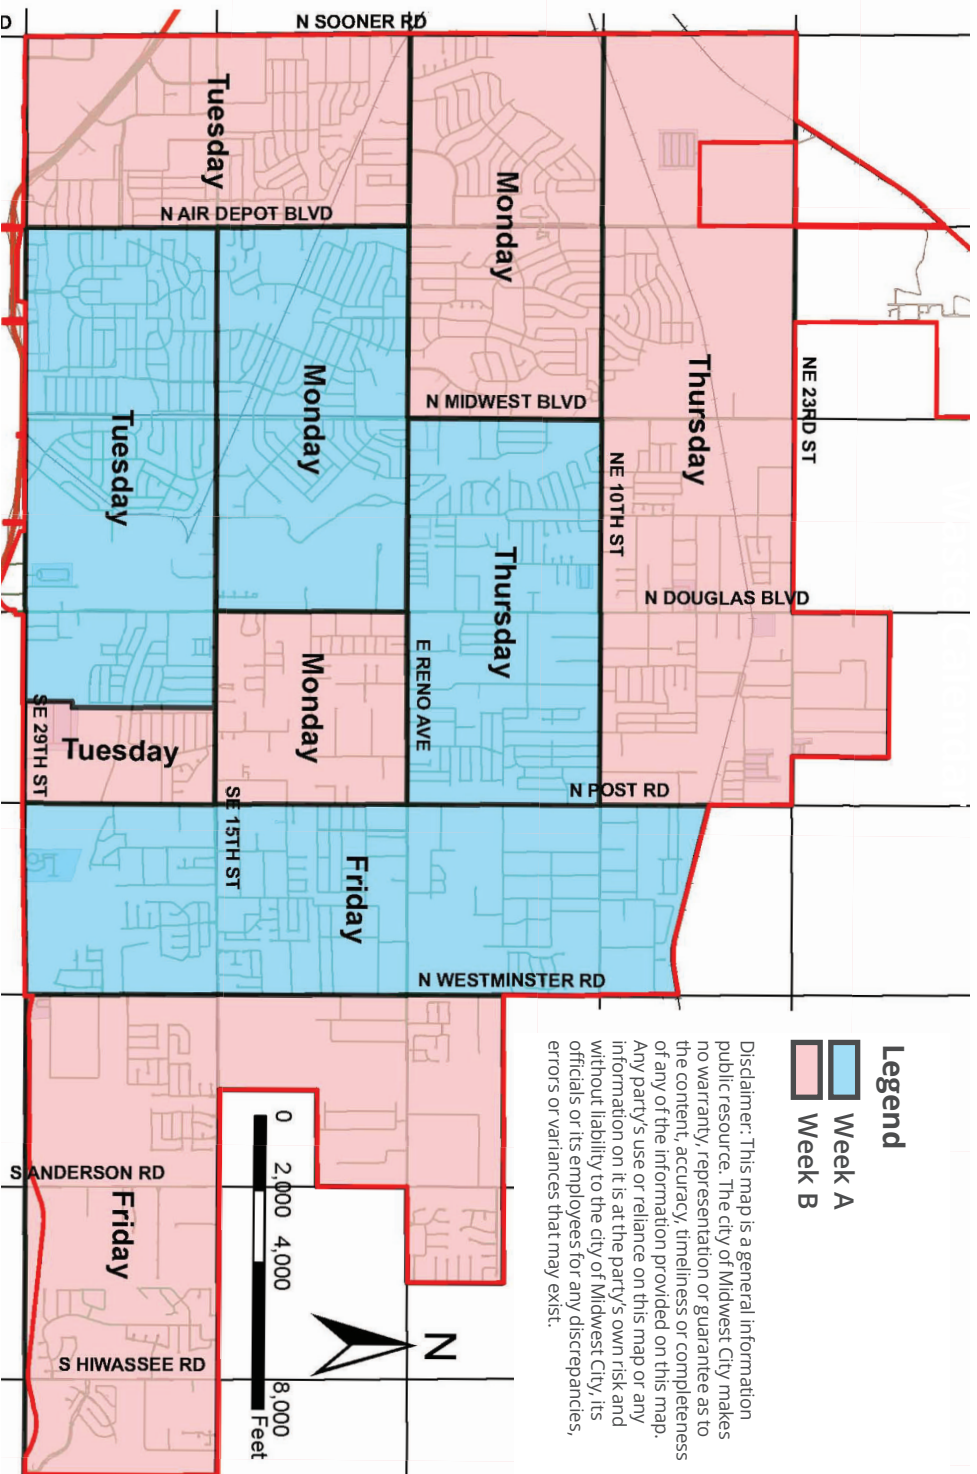 Legend
Week A
Week B
Disclaimer: This map is a general information
public resource. The city of Midwest City makes
no warranty, representation or guarantee as to
the content, accuracy, timeliness or completeness
of any of the information provided on this map.
Any party's use or reliance on this map or any
information on it is at the party's own risk and
without liability to the city of Midwest City, its
officials or its employees for any discrepancies,
errors or variances that may exist.
N
0 2,000 4,000 8,000
Feet
D
N SOONER RD
N AIR DEPOT BLVD
N MIDWEST BLVD
N DOUGLAS BLVD
N POST RD
N WESTMINSTER RD
S ANDERSON RD
S HIWASSEE RD
NE 23RD ST
NE 10TH ST
E RENO AVE
SE 15TH ST
SE 29TH ST
Thursday
Monday
Thursday
Tuesday
Monday
Monday
Friday
Tuesday
Tuesday
Friday